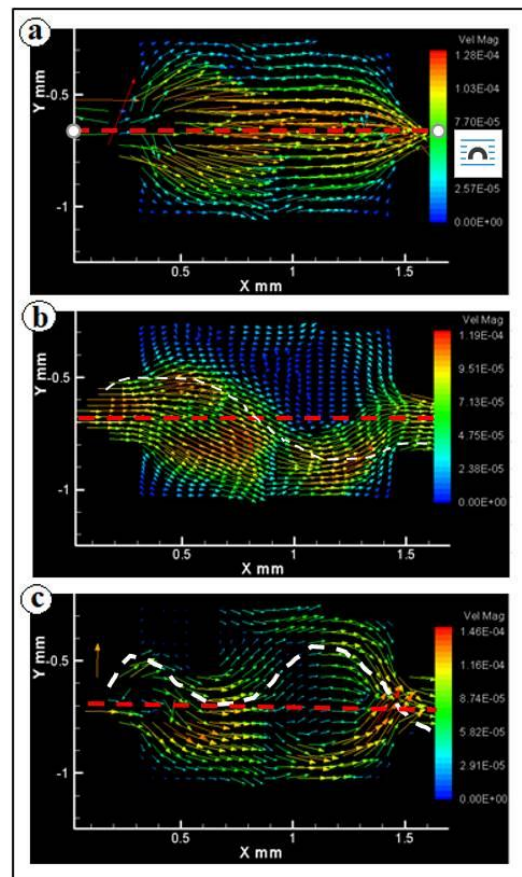 a
Vel Mag
1.28E-04
1.03E-04
7.70E-05
2.57E-05
0.00E+00
Y mm
-0.5
-1
0.5
1
1.5
X mm
b
Vel Mag
1.19E-04
9.51E-05
7.13E-05
4.75E-05
2.38E-05
0.00E+00
Y mm
-0.5
-1
0.5
1
1.5
X mm
c
Vel Mag
1.46E-04
1.16E-04
8.74E-05
5.82E-05
2.91E-05
0.00E+00
Y mm
-0.5
-1
0.5
1
1.5
X mm